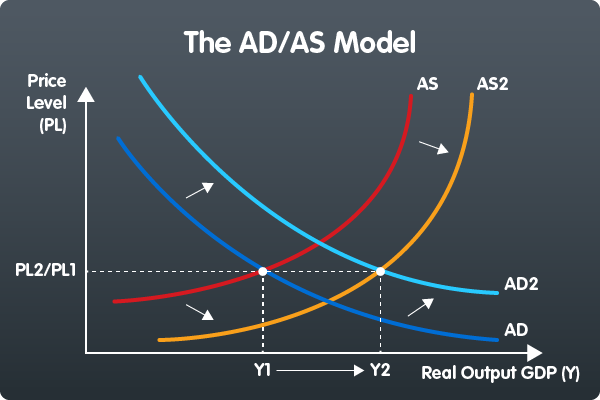 The AD/AS Model
Price
Level
(PL)
AS
AS2
PL2/PL1
AD2
AD
Y1
Y2
Real Output GDP (Y)